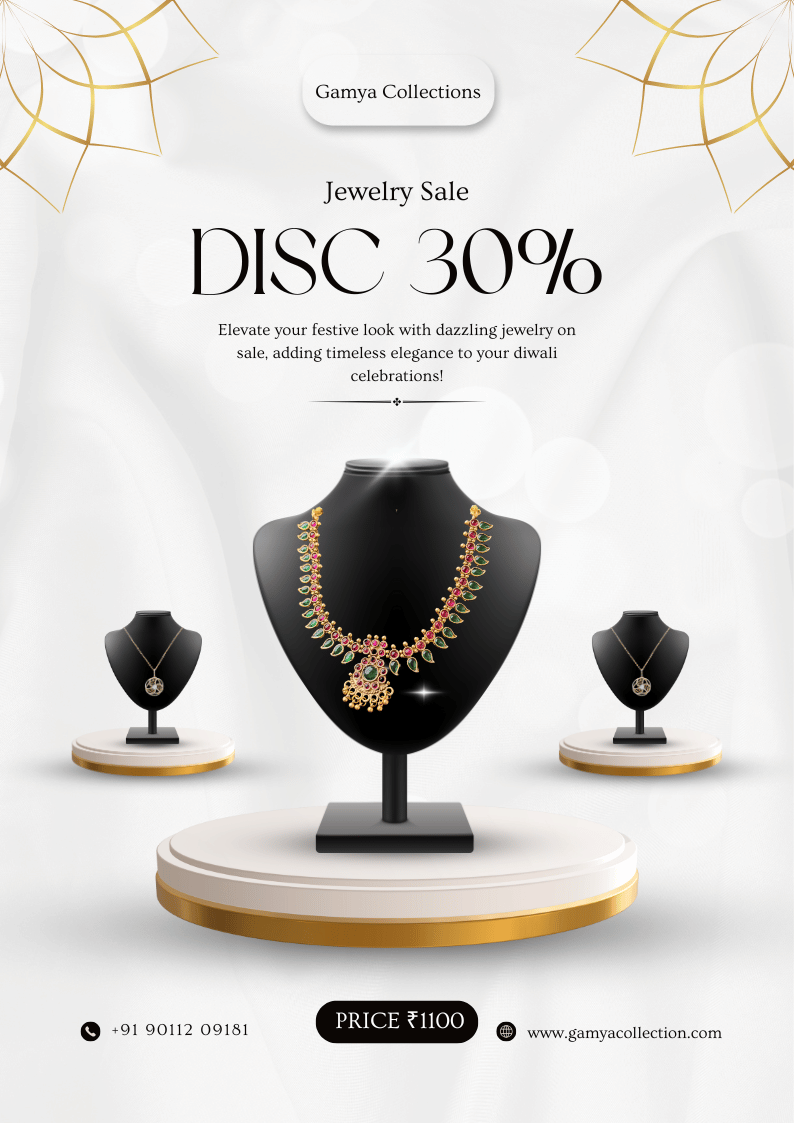 Gamya Collections
Jewelry Sale
DISC 30%
Elevate your festive look with dazzling jewelry on
sale, adding timeless elegance to your diwali
celebrations!
+91 90112 09181
PRICE ₹1100
www.gamyacollection.com